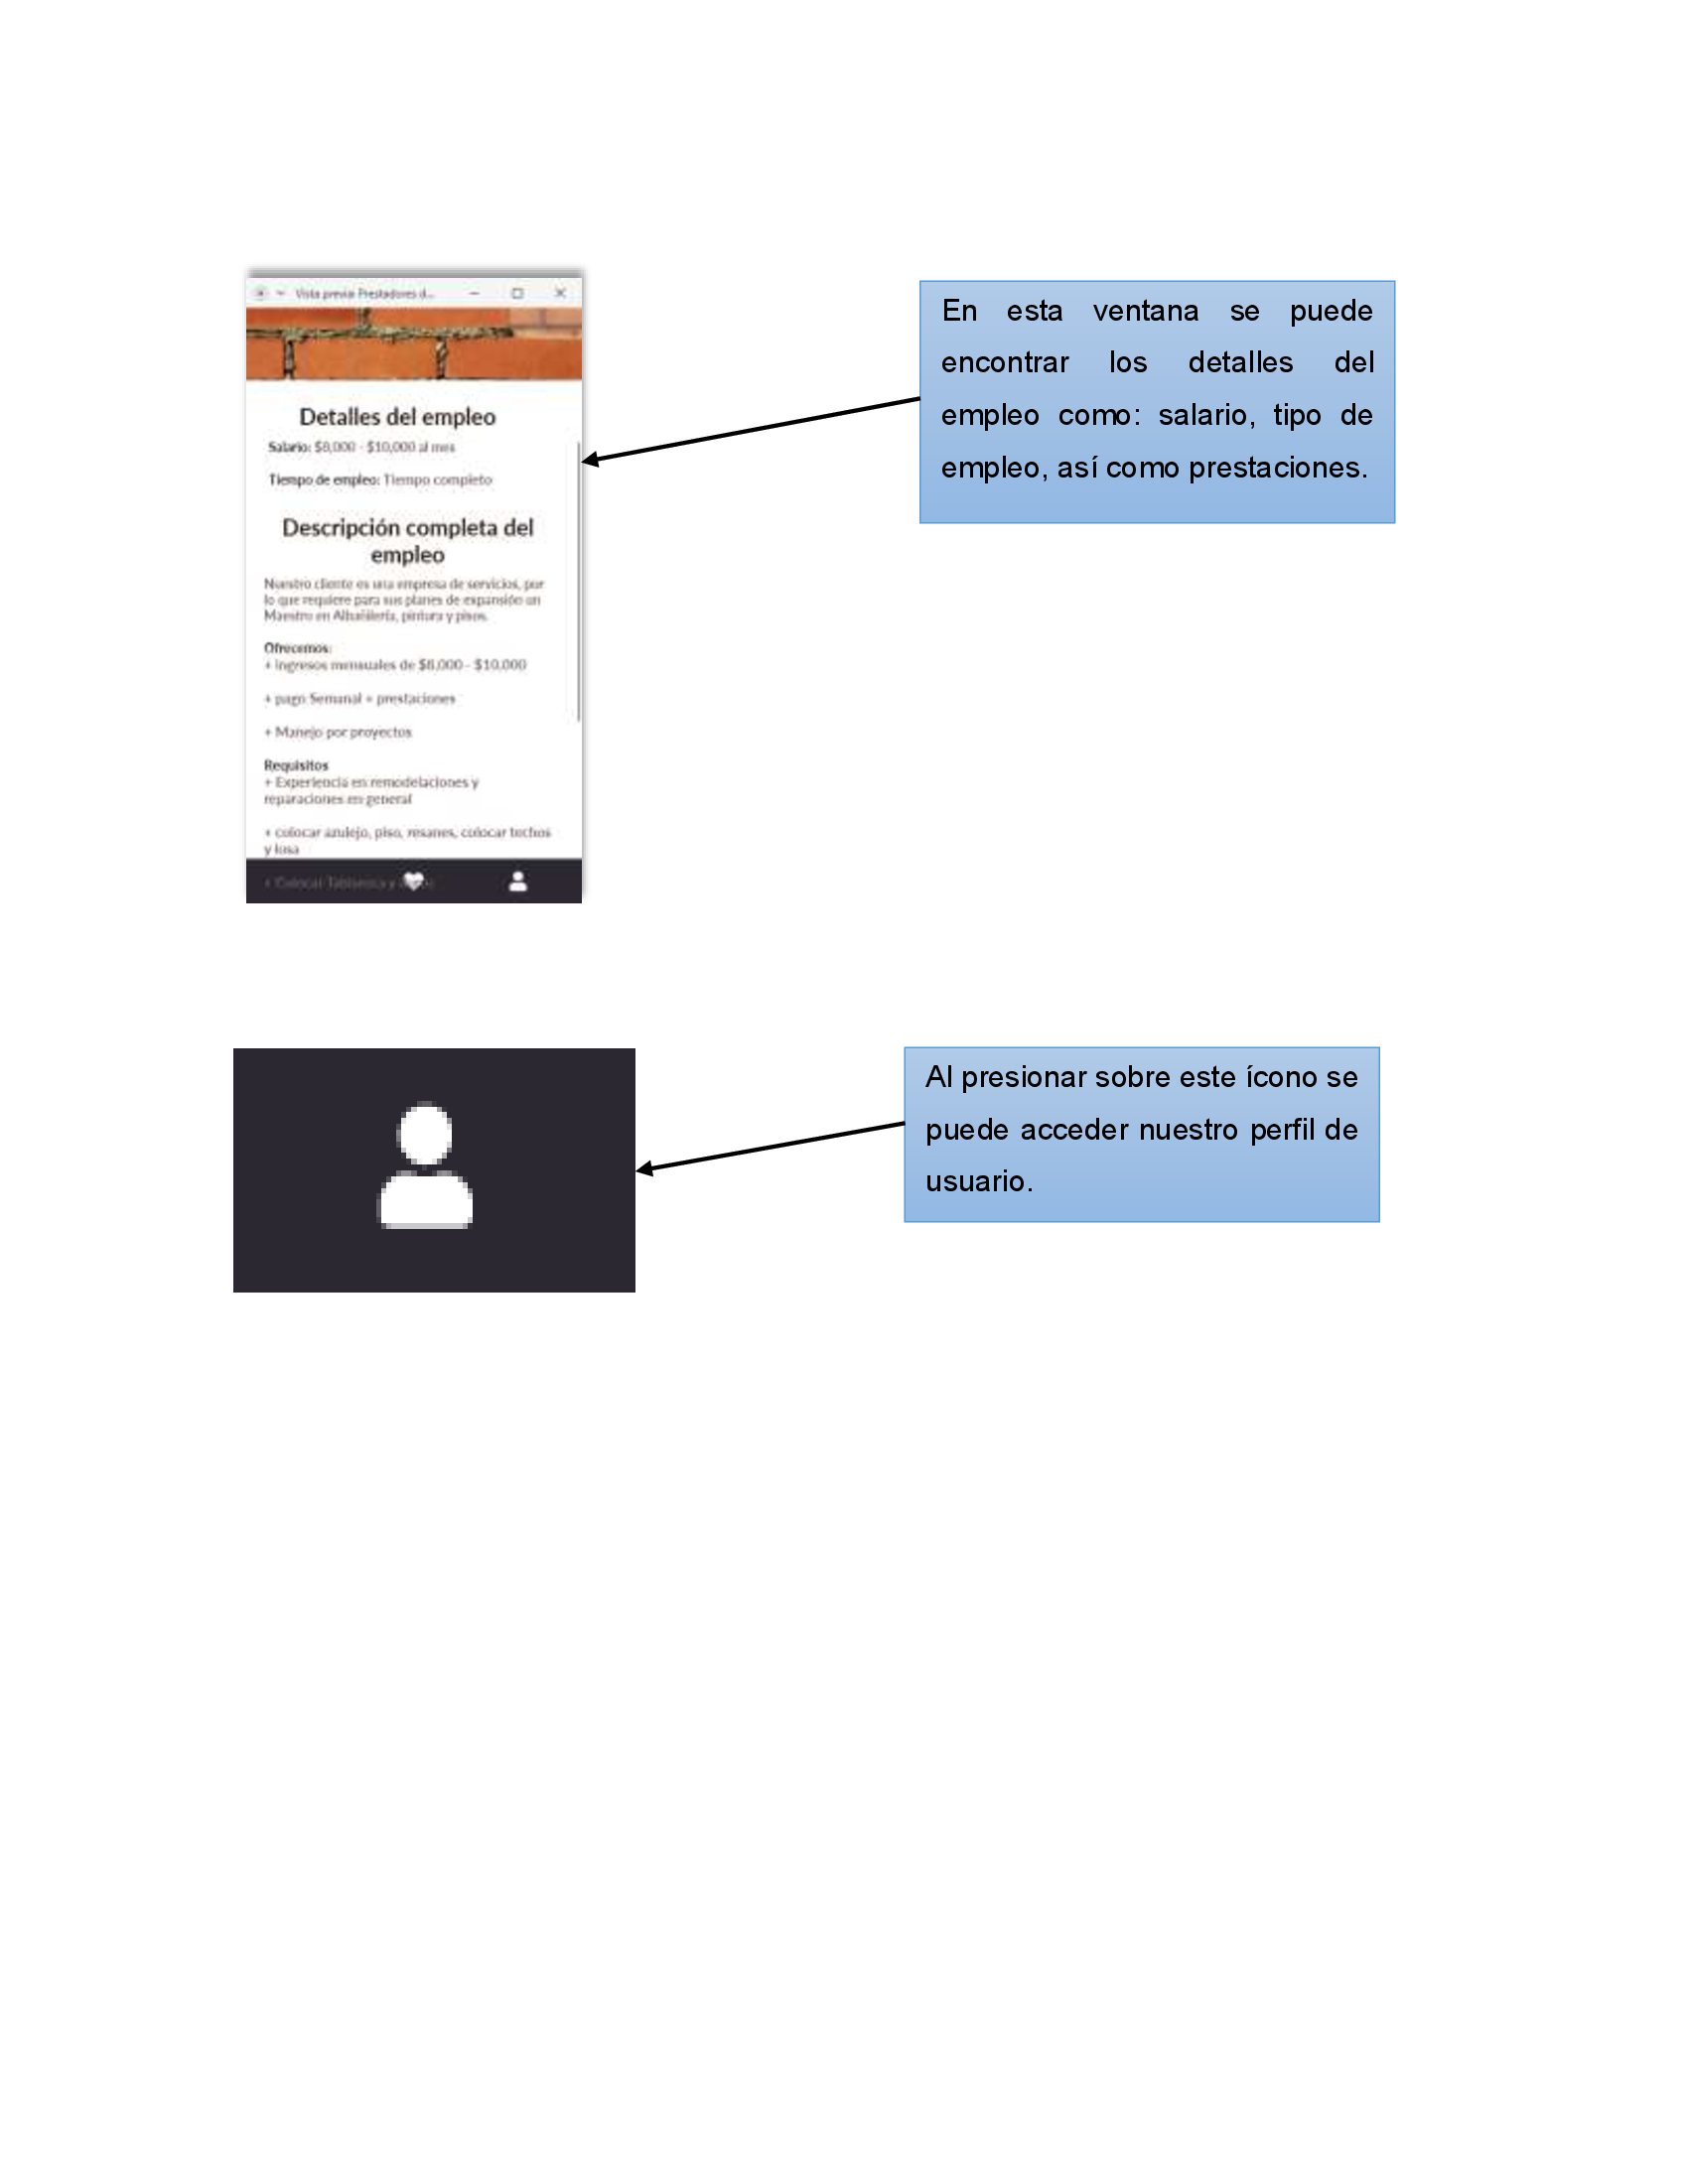 Vista previa Prestadores d...
Detalles del empleo
Salario: $8,000 - $10,000 al mes
Tiempo de empleo: Tiempo completo
Descripción completa del
empleo
Nuestro cliente es una empresa de servicios, por
lo que requiere para sus planes de expansión un
Maestro en Albañilería, pintura y pisos.
Ofrecemos:
+ ingresos mensuales de $8,000 - $10,000
+ pago Semanal + prestaciones
+ Manejo por proyectos
Requisitos
+ Experiencia en remodelaciones y
reparaciones en general
+ colocar azulejo, piso, resanes, colocar techos
y losa
+ Colocar
En esta ventana se puede
encontrar los detalles del
empleo como: salario, tipo de
empleo, así como prestaciones.
Al presionar sobre este ícono se
puede acceder nuestro perfil de
usuario.